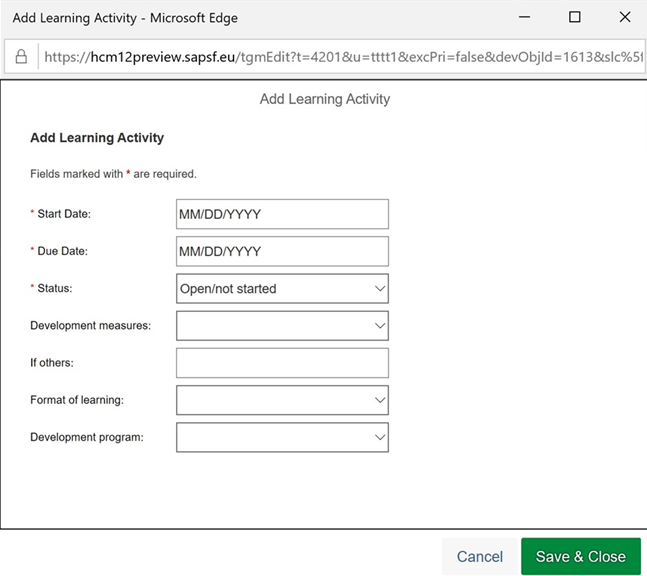 Add Learning Activity - Microsoft Edge
https://hcm12preview.sapsf.eu/tgmEdit?t=4201&u=tttt1&excPri=false&devObjId=1613&slc%5f
Add Learning Activity
Add Learning Activity
Fields marked with * are required.
* Start Date: MM/DD/YYYY
* Due Date: MM/DD/YYYY
* Status: Open/not started
Development measures:
If others:
Format of learning:
Development program:
Cancel Save & Close